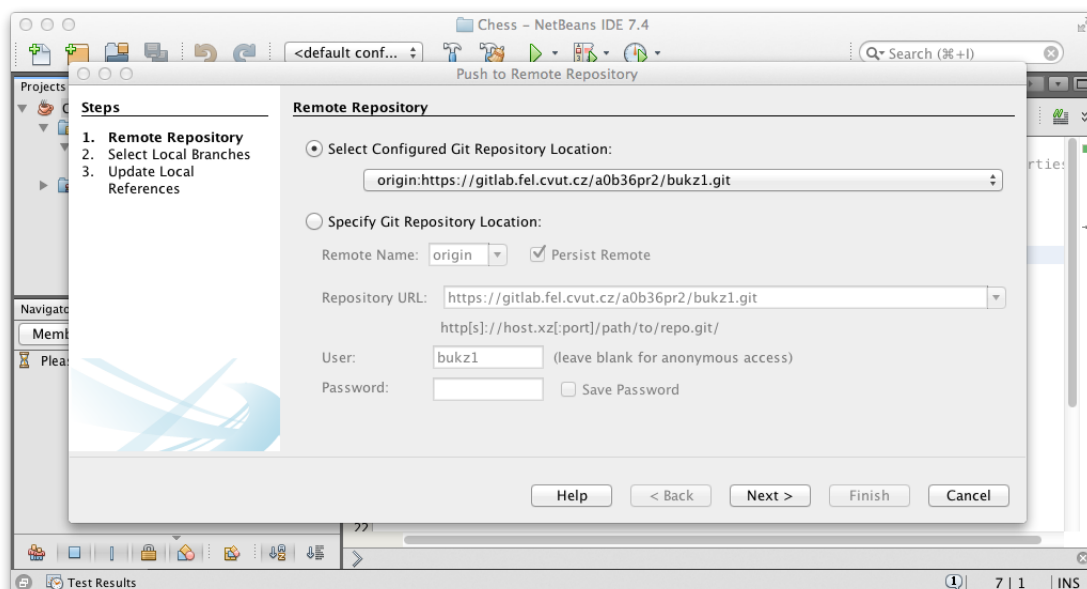 Chess – NetBeans IDE 7.4
<default conf...
Search (⌘+I)
Push to Remote Repository
Projects
Steps
1. Remote Repository
2. Select Local Branches
3. Update Local
References
Remote Repository
Select Configured Git Repository Location:
origin:https://gitlab.fel.cvut.cz/a0b36pr2/bukz1.git
Specify Git Repository Location:
Remote Name: origin Persist Remote
Repository URL: https://gitlab.fel.cvut.cz/a0b36pr2/bukz1.git
http[s]://host.xz[:port]/path/to/repo.git/
User: bukz1 (leave blank for anonymous access)
Password: Save Password
Help < Back Next > Finish Cancel
Navigato
Memb
Pleas
C
rties
22
Test Results
1 7 | 1 INS